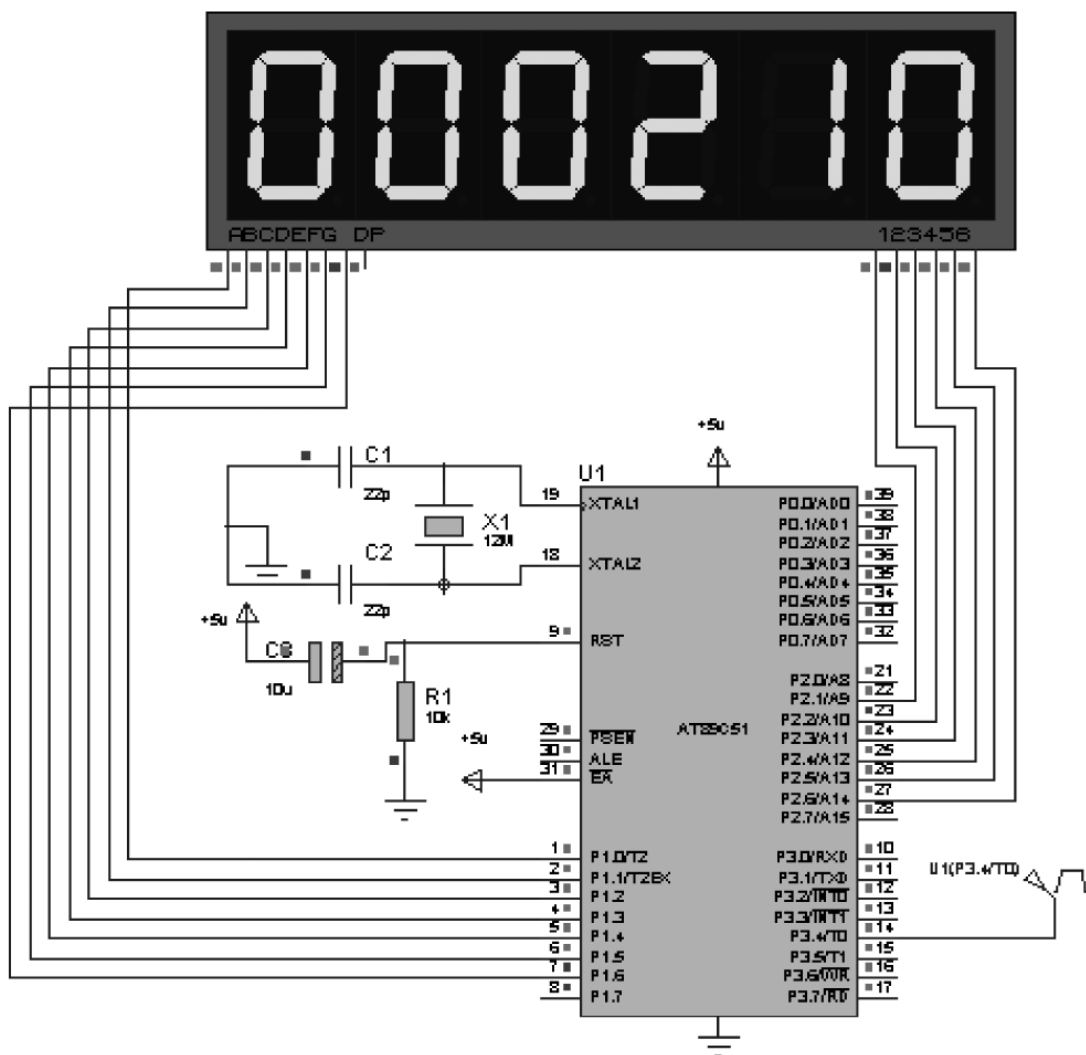 000210
ABCDEFG DP
123456
+5v
C1
22p
X1
12M
C2
22p
+5v
C3
10u
R1
10k
+5v
U1
19 XTAL1
18 XTAL2
9 RST
29 PSEN
30 ALE
31 EA
1 P1.0/T2
2 P1.1/T2EX
3 P1.2
4 P1.3
5 P1.4
6 P1.5
7 P1.6
8 P1.7
AT89C51
P0.0/AD0 39
P0.1/AD1 38
P0.2/AD2 37
P0.3/AD3 36
P0.4/AD4 35
P0.5/AD5 34
P0.6/AD6 33
P0.7/AD7 32
P2.0/A8 21
P2.1/A9 22
P2.2/A10 23
P2.3/A11 24
P2.4/A12 25
P2.5/A13 26
P2.6/A14 27
P2.7/A15 28
P3.0/RXD 10
P3.1/TXD 11
P3.2/INT0 12
P3.3/INT1 13
P3.4/T0 14
P3.5/T1 15
P3.6/WR 16
P3.7/RD 17
U1(P3.4/T0)